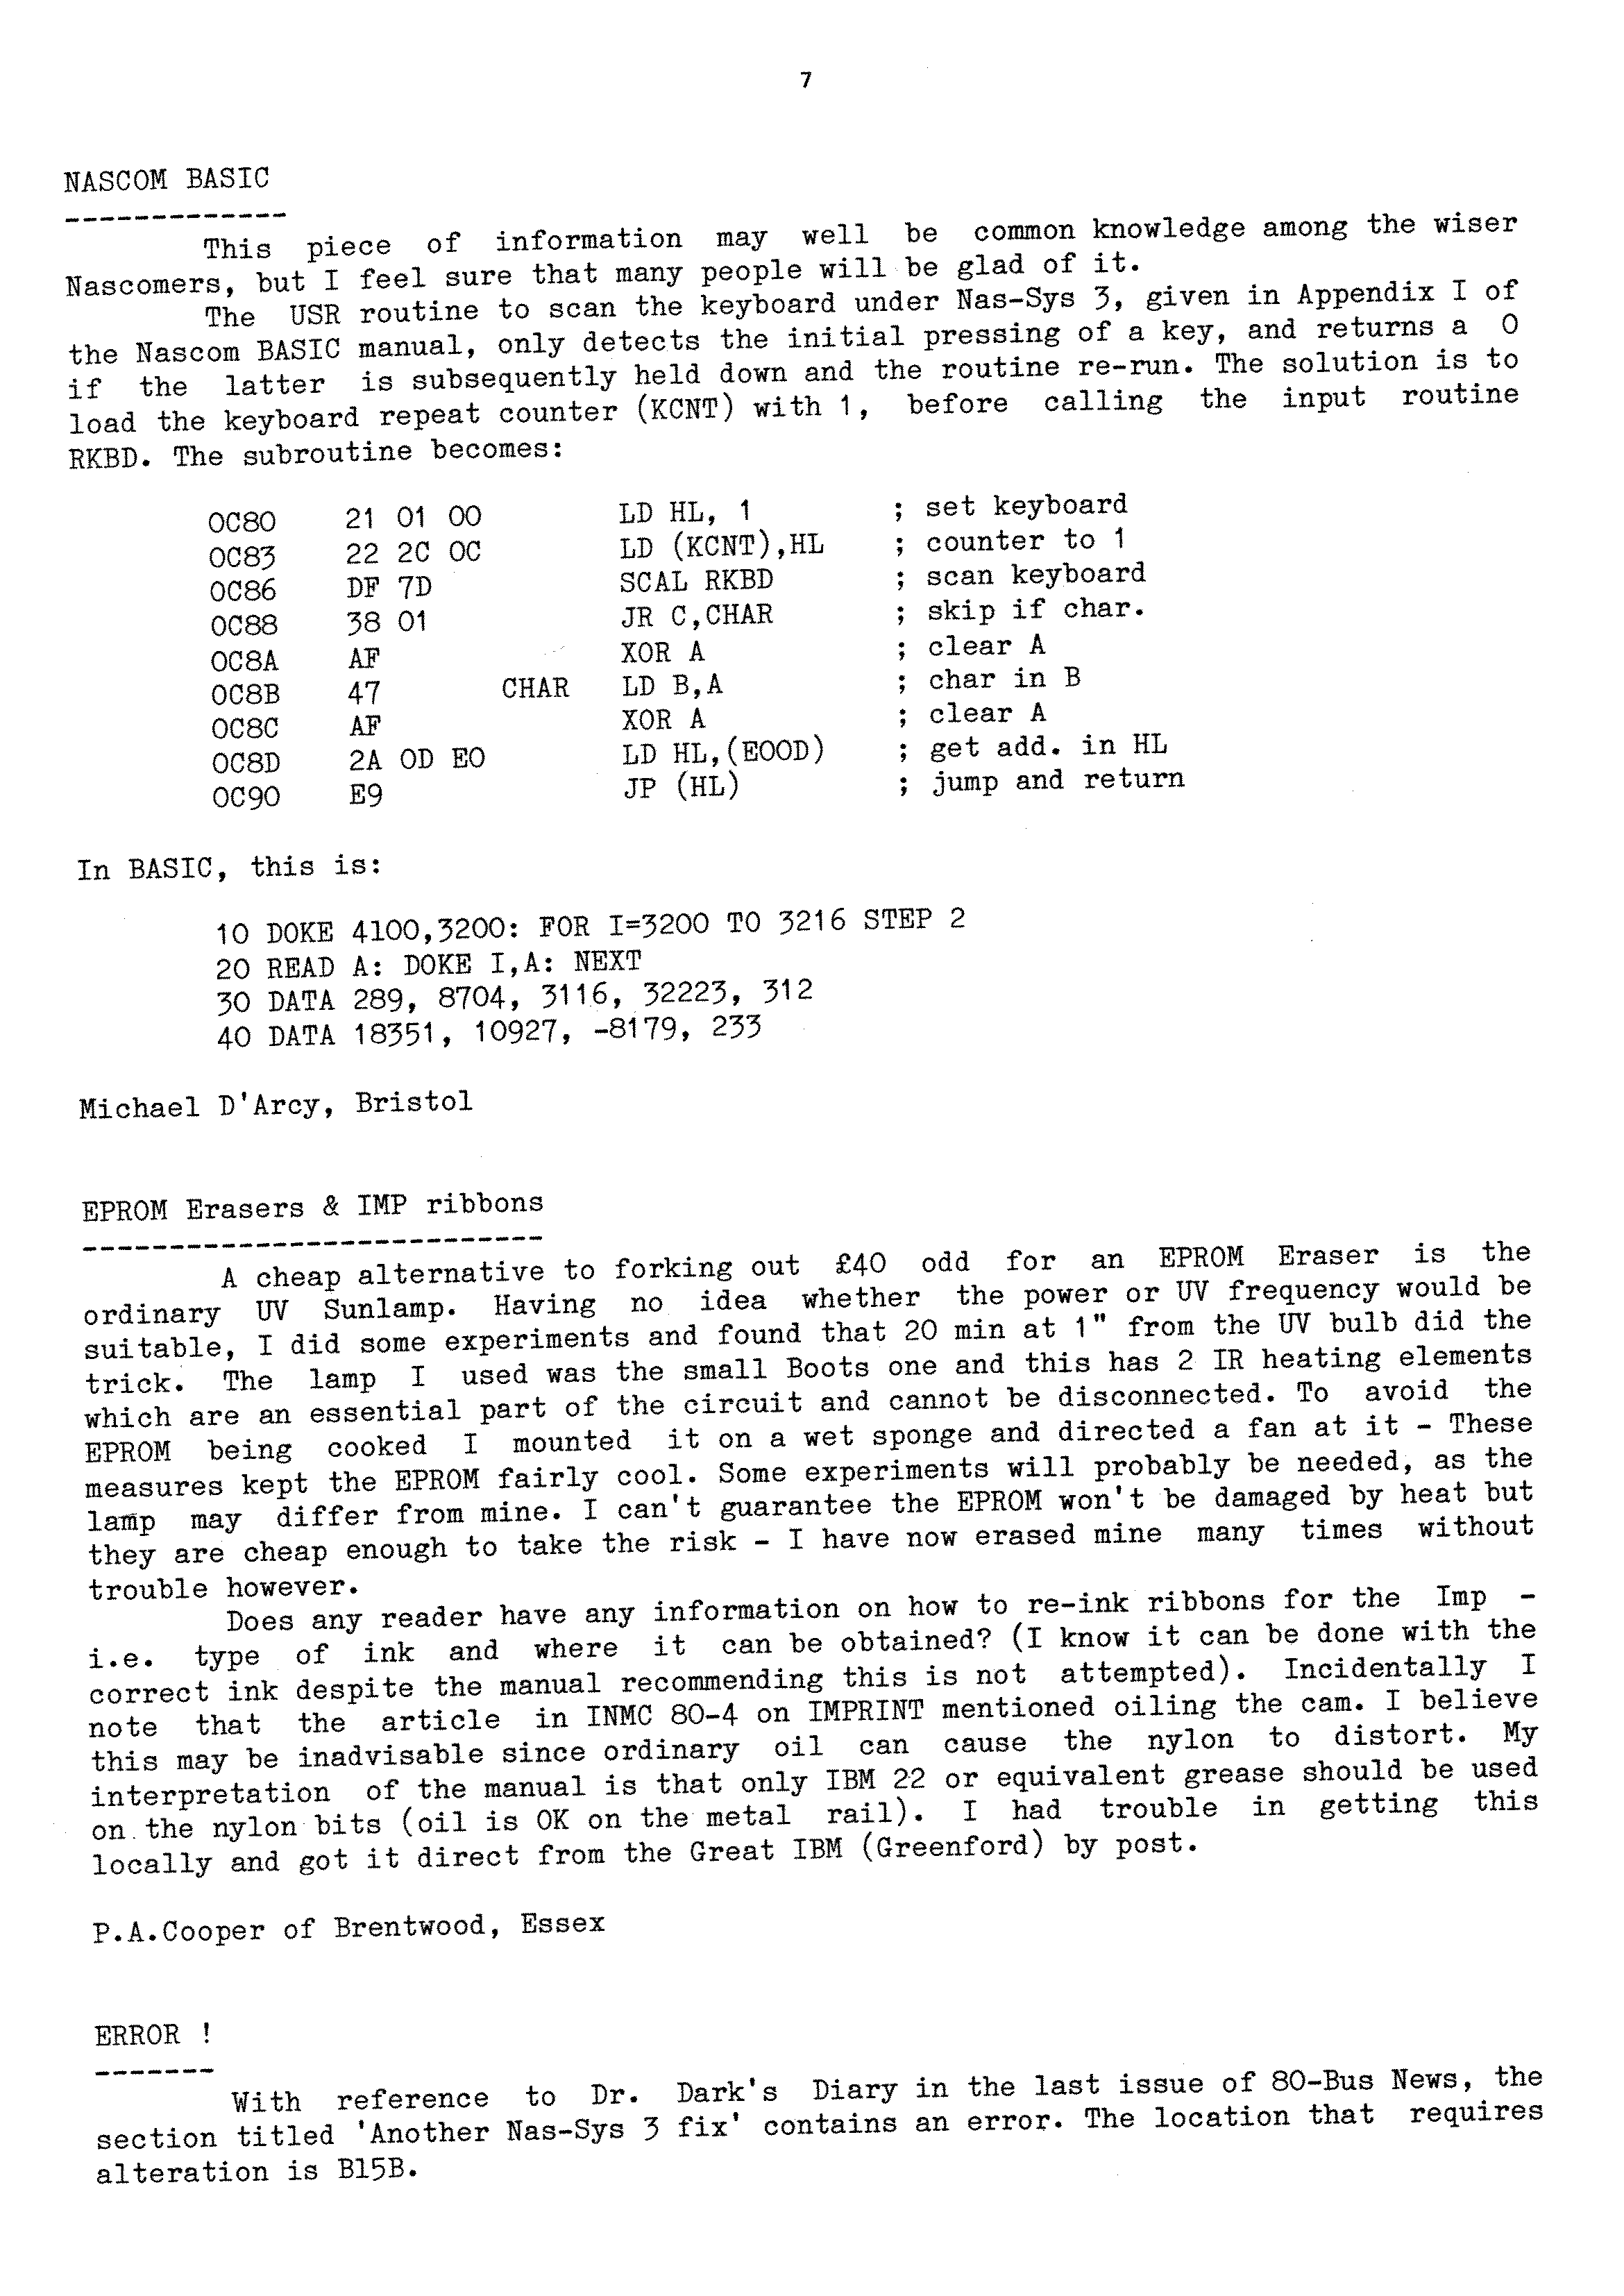 7
NASCOM BASIC
-------------
This piece of information may well be common knowledge among the wiser
Nascomers, but I feel sure that many people will be glad of it.
The USR routine to scan the keyboard under Nas-Sys 3, given in Appendix I of
the Nascom BASIC manual, only detects the initial pressing of a key, and returns a 0
if the latter is subsequently held down and the routine re-run. The solution is to
load the keyboard repeat counter (KCNT) with 1, before calling the input routine
RKBD. The subroutine becomes:
0C80 21 01 00 LD HL, 1 ; set keyboard
0C83 22 2C 0C LD (KCNT),HL ; counter to 1
0C86 DF 7D SCAL RKBD ; scan keyboard
0C88 38 01 JR C,CHAR ; skip if char.
0C8A AF XOR A ; clear A
0C8B 47 CHAR LD B,A ; char in B
0C8C AF XOR A ; clear A
0C8D 2A 0D E0 LD HL,(E00D) ; get add. in HL
0C90 E9 JP (HL) ; jump and return
In BASIC, this is:
10 DOKE 4100,3200: FOR I=3200 TO 3216 STEP 2
20 READ A: DOKE I,A: NEXT
30 DATA 289, 8704, 3116, 32223, 312
40 DATA 18351, 10927, -8179, 233
Michael D'Arcy, Bristol
EPROM Erasers & IMP ribbons
---------------------------
A cheap alternative to forking out £40 odd for an EPROM Eraser is the
ordinary UV Sunlamp. Having no idea whether the power or UV frequency would be
suitable, I did some experiments and found that 20 min at 1" from the UV bulb did the
trick. The lamp I used was the small Boots one and this has 2 IR heating elements
which are an essential part of the circuit and cannot be disconnected. To avoid the
EPROM being cooked I mounted it on a wet sponge and directed a fan at it - These
measures kept the EPROM fairly cool. Some experiments will probably be needed, as the
lamp may differ from mine. I can't guarantee the EPROM won't be damaged by heat but
they are cheap enough to take the risk - I have now erased mine many times without
trouble however.
Does any reader have any information on how to re-ink ribbons for the Imp -
i.e. type of ink and where it can be obtained? (I know it can be done with the
correct ink despite the manual recommending this is not attempted). Incidentally I
note that the article in INMC 80-4 on IMPRINT mentioned oiling the cam. I believe
this may be inadvisable since ordinary oil can cause the nylon to distort. My
interpretation of the manual is that only IBM 22 or equivalent grease should be used
on the nylon bits (oil is OK on the metal rail). I had trouble in getting this
locally and got it direct from the Great IBM (Greenford) by post.
P.A.Cooper of Brentwood, Essex
ERROR !
-------
With reference to Dr. Dark's Diary in the last issue of 80-Bus News, the
section titled 'Another Nas-Sys 3 fix' contains an error. The location that requires
alteration is B15B.